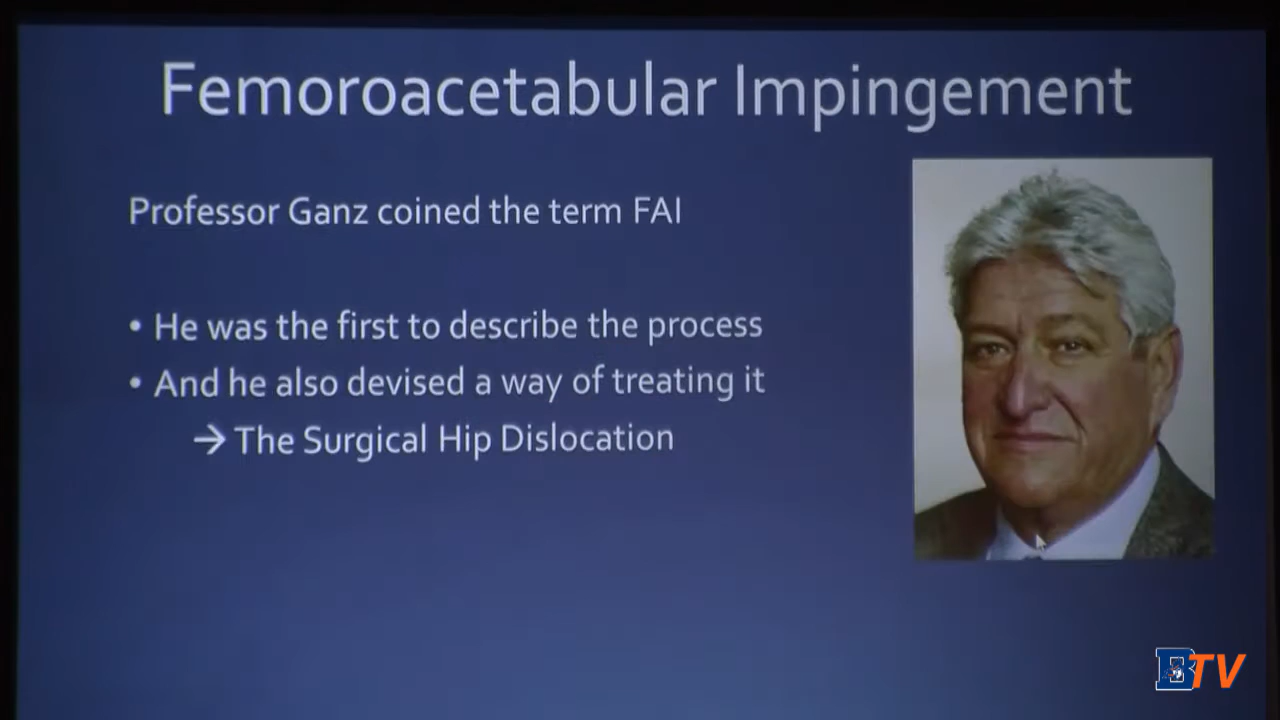 Femoroacetabular Impingement
Professor Ganz coined the term FAI
• He was the first to describe the process
• And he also devised a way of treating it
→ The Surgical Hip Dislocation
BTV